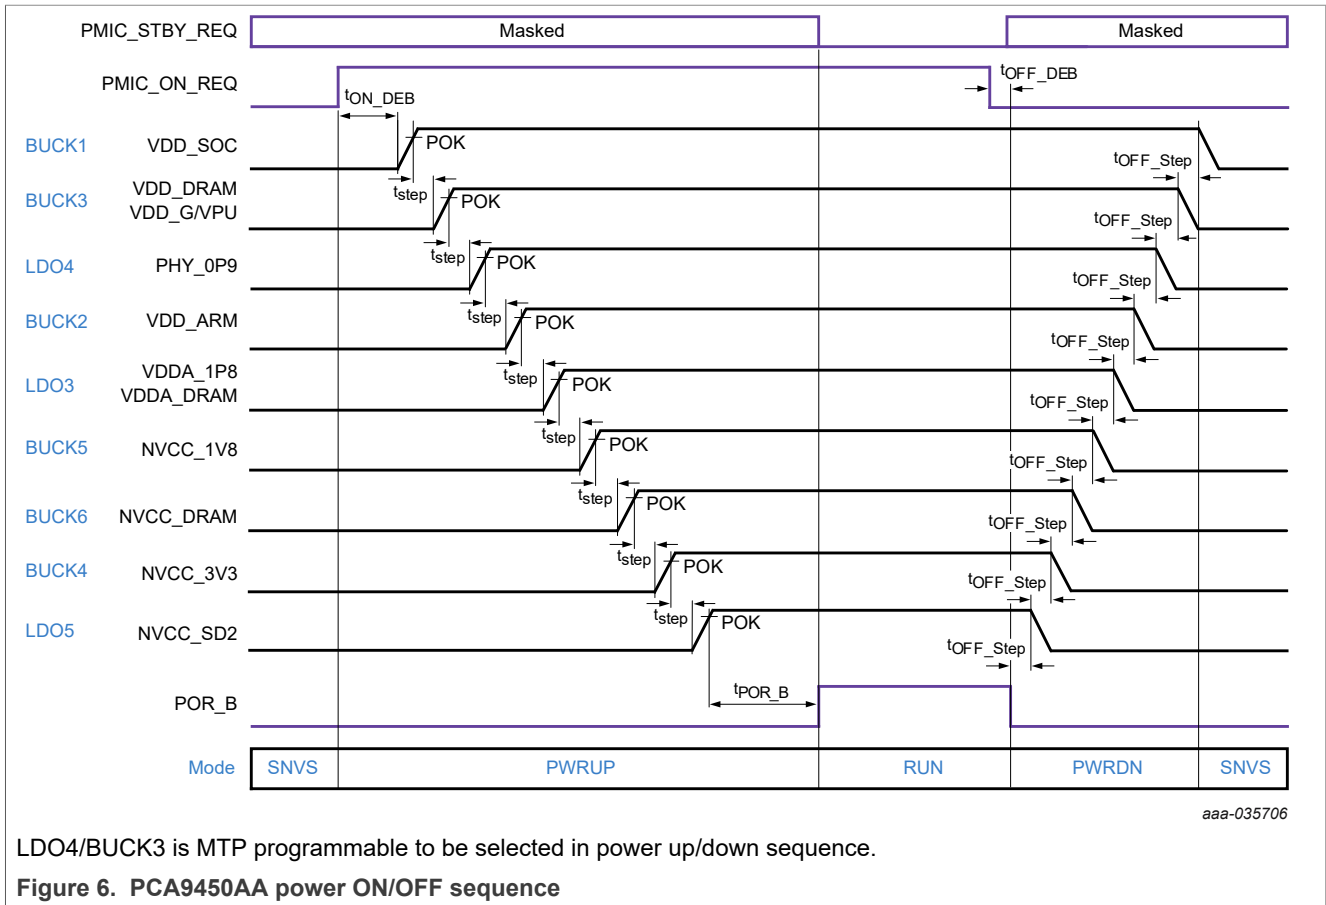 PMIC_STBY_REQ Masked Masked
PMIC_ON_REQ tON_DEB tOFF_DEB
BUCK1 VDD_SOC POK tOFF_Step
tstep
BUCK3 VDD_DRAM
VDD_G/VPU POK tOFF_Step
tstep
LDO4 PHY_0P9 POK tOFF_Step
tstep
BUCK2 VDD_ARM POK tOFF_Step
tstep
LDO3 VDDA_1P8
VDDA_DRAM POK tOFF_Step
tstep
BUCK5 NVCC_1V8 POK tOFF_Step
tstep
BUCK6 NVCC_DRAM POK tOFF_Step
tstep
BUCK4 NVCC_3V3 POK tOFF_Step
tstep
LDO5 NVCC_SD2 POK tOFF_Step
POR_B tPOR_B
Mode SNVS PWRUP RUN PWRDN SNVS
aaa-035706
LDO4/BUCK3 is MTP programmable to be selected in power up/down sequence.
Figure 6. PCA9450AA power ON/OFF sequence